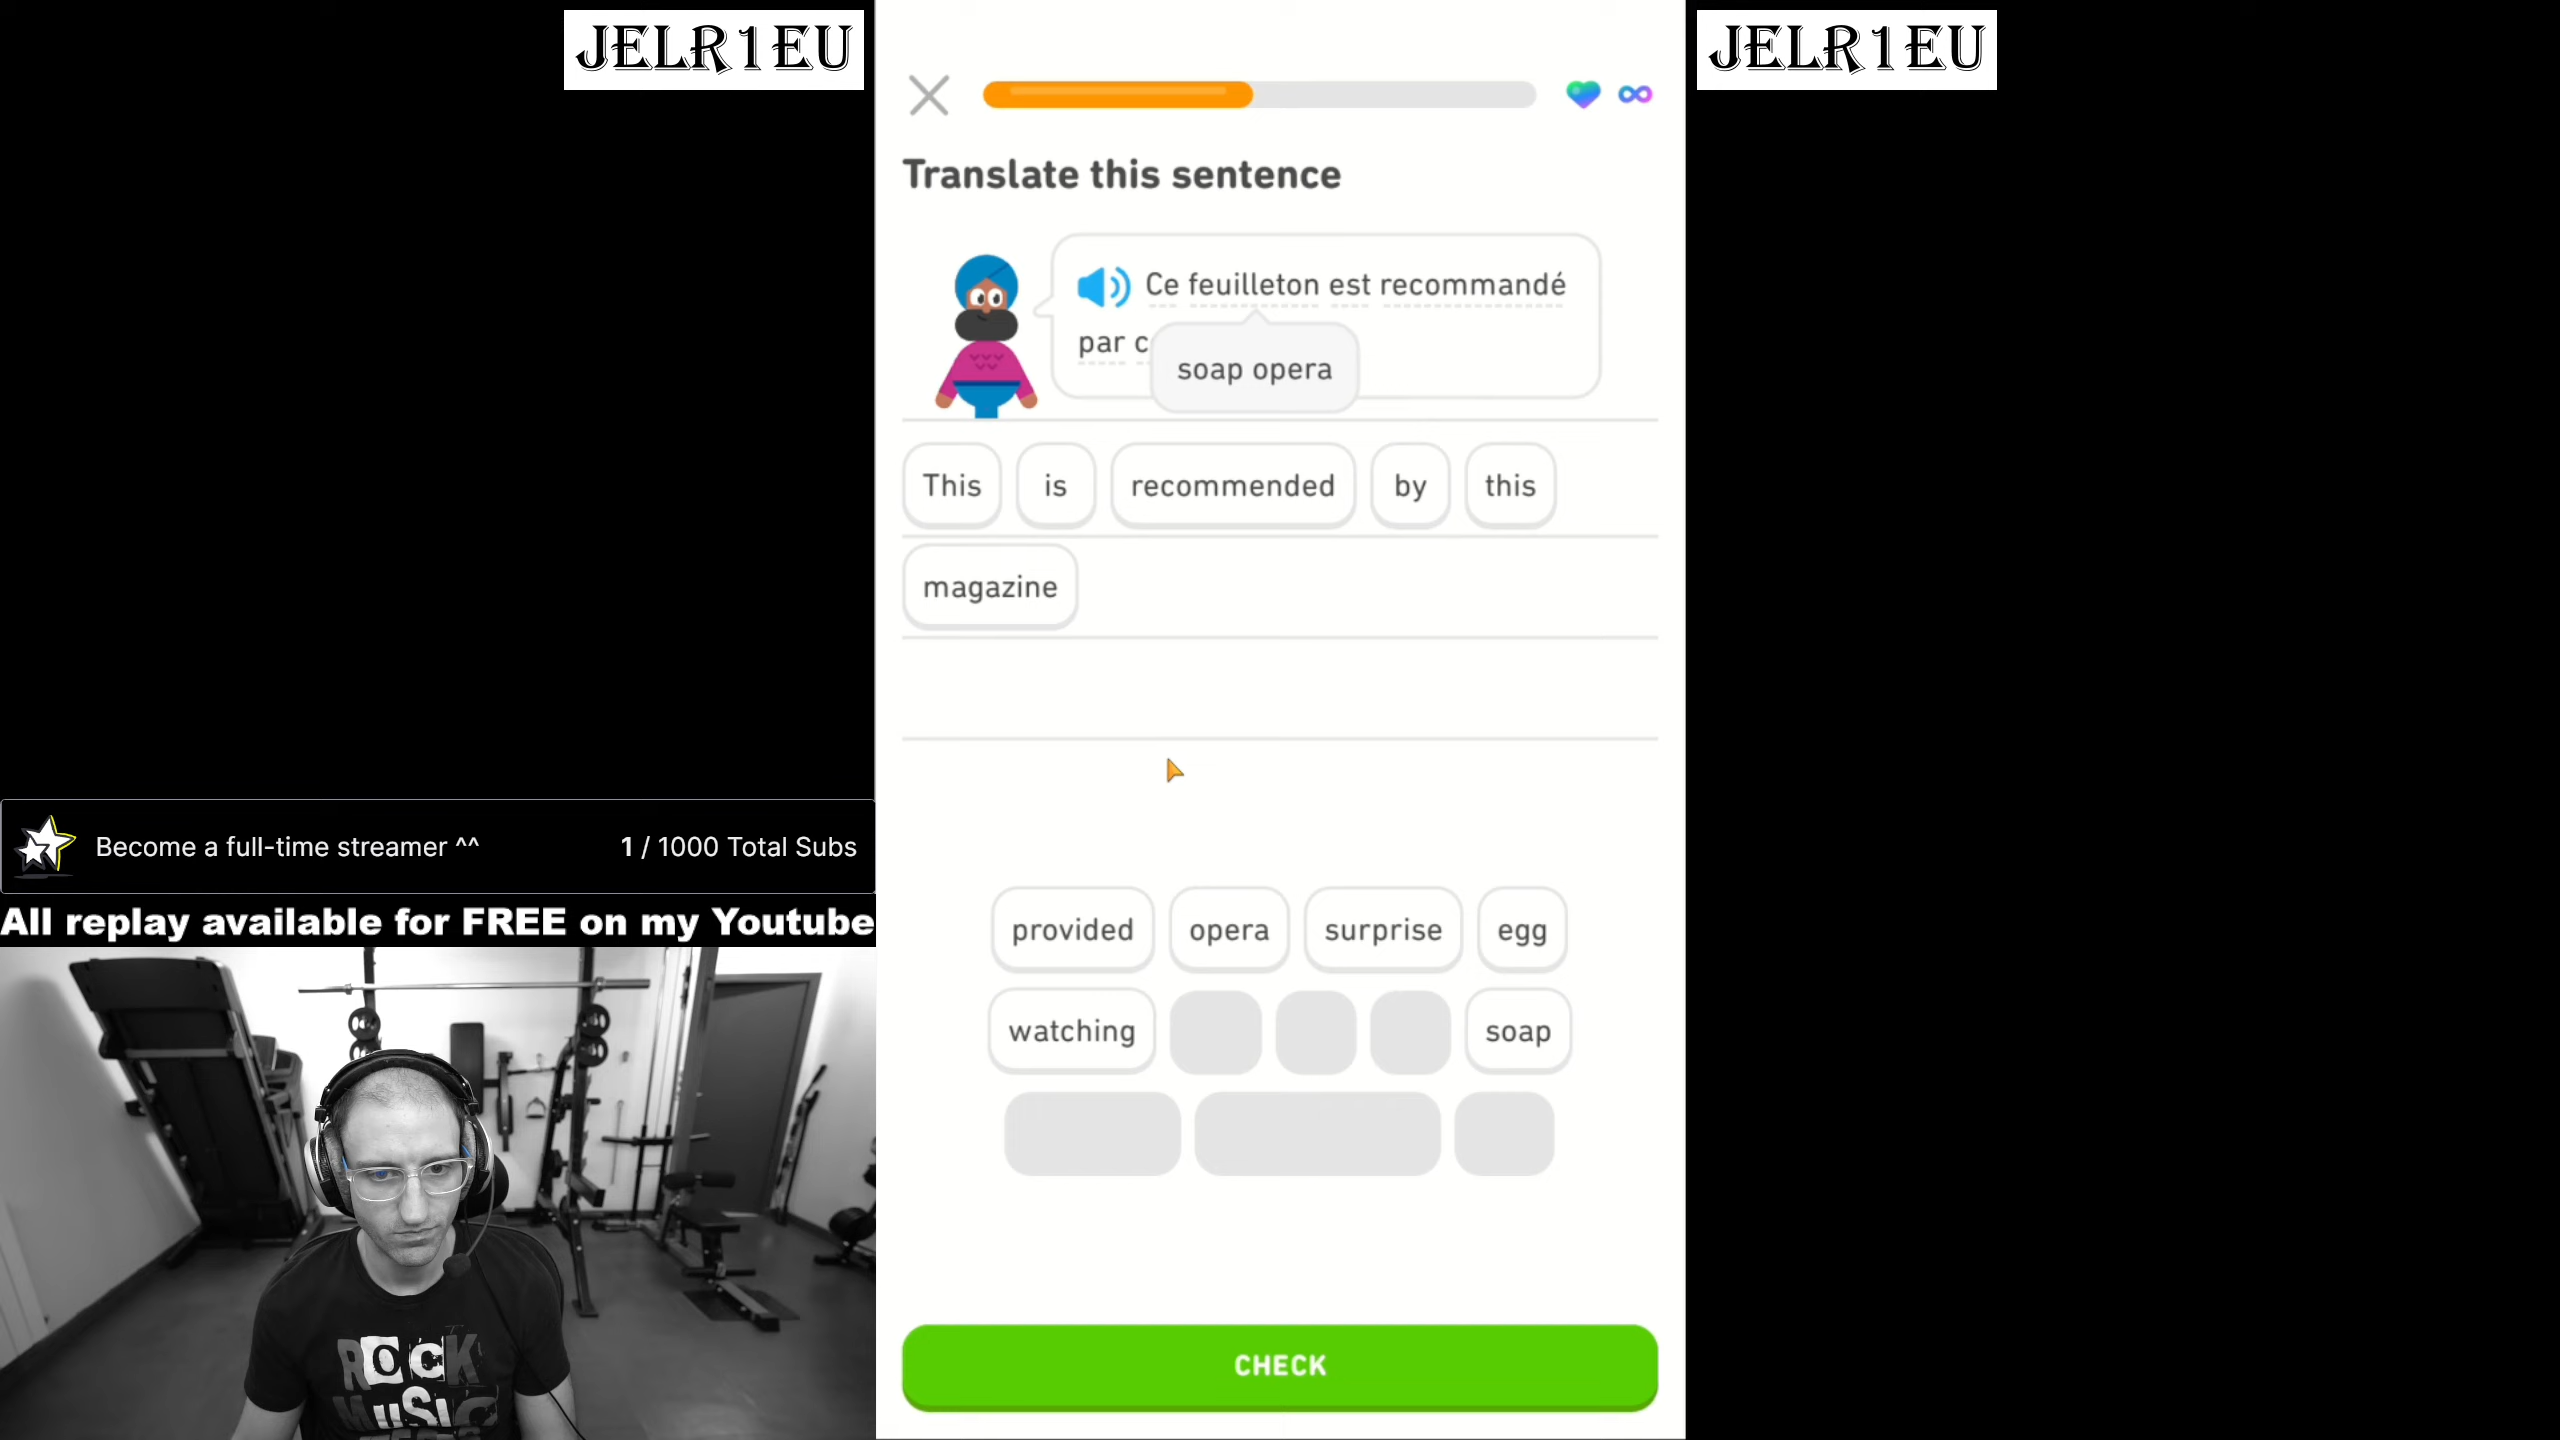 JELR1EU
JELR1EU
Translate this sentence
Ce feuilleton est recommandé
par c
soap opera
This is recommended by this
magazine
Become a full-time streamer ^^ 1 / 1000 Total Subs
All replay available for FREE on my Youtube
provided opera surprise egg
watching soap
ROCK
MUSIC
CHECK